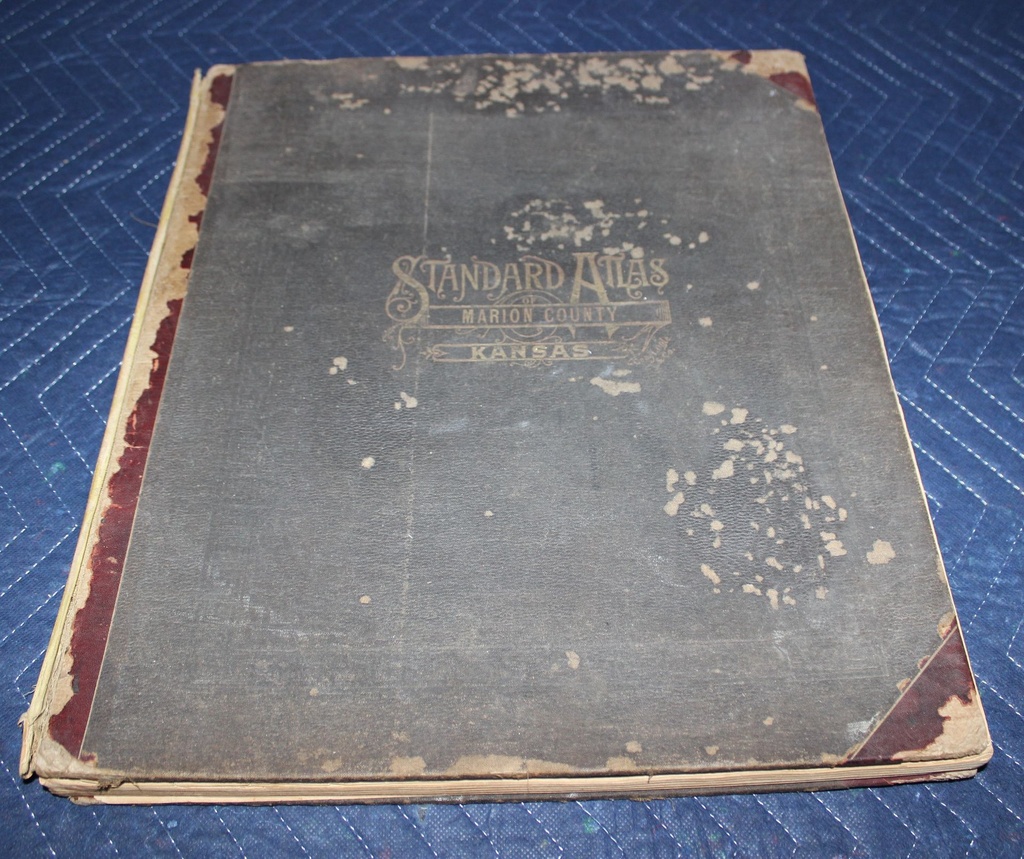 STANDARD ATLAS
OF
MARION COUNTY
KANSAS